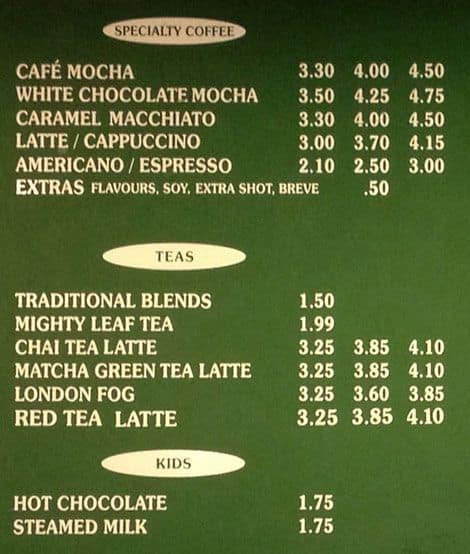 SPECIALTY COFFEE
CAFÉ MOCHA 3.30 4.00 4.50
WHITE CHOCOLATE MOCHA 3.50 4.25 4.75
CARAMEL MACCHIATO 3.30 4.00 4.50
LATTE / CAPPUCCINO 3.00 3.70 4.15
AMERICANO / ESPRESSO 2.10 2.50 3.00
EXTRAS FLAVOURS, SOY, EXTRA SHOT, BREVE .50
TEAS
TRADITIONAL BLENDS 1.50
MIGHTY LEAF TEA 1.99
CHAI TEA LATTE 3.25 3.85 4.10
MATCHA GREEN TEA LATTE 3.25 3.85 4.10
LONDON FOG 3.25 3.60 3.85
RED TEA LATTE 3.25 3.85 4.10
KIDS
HOT CHOCOLATE 1.75
STEAMED MILK 1.75